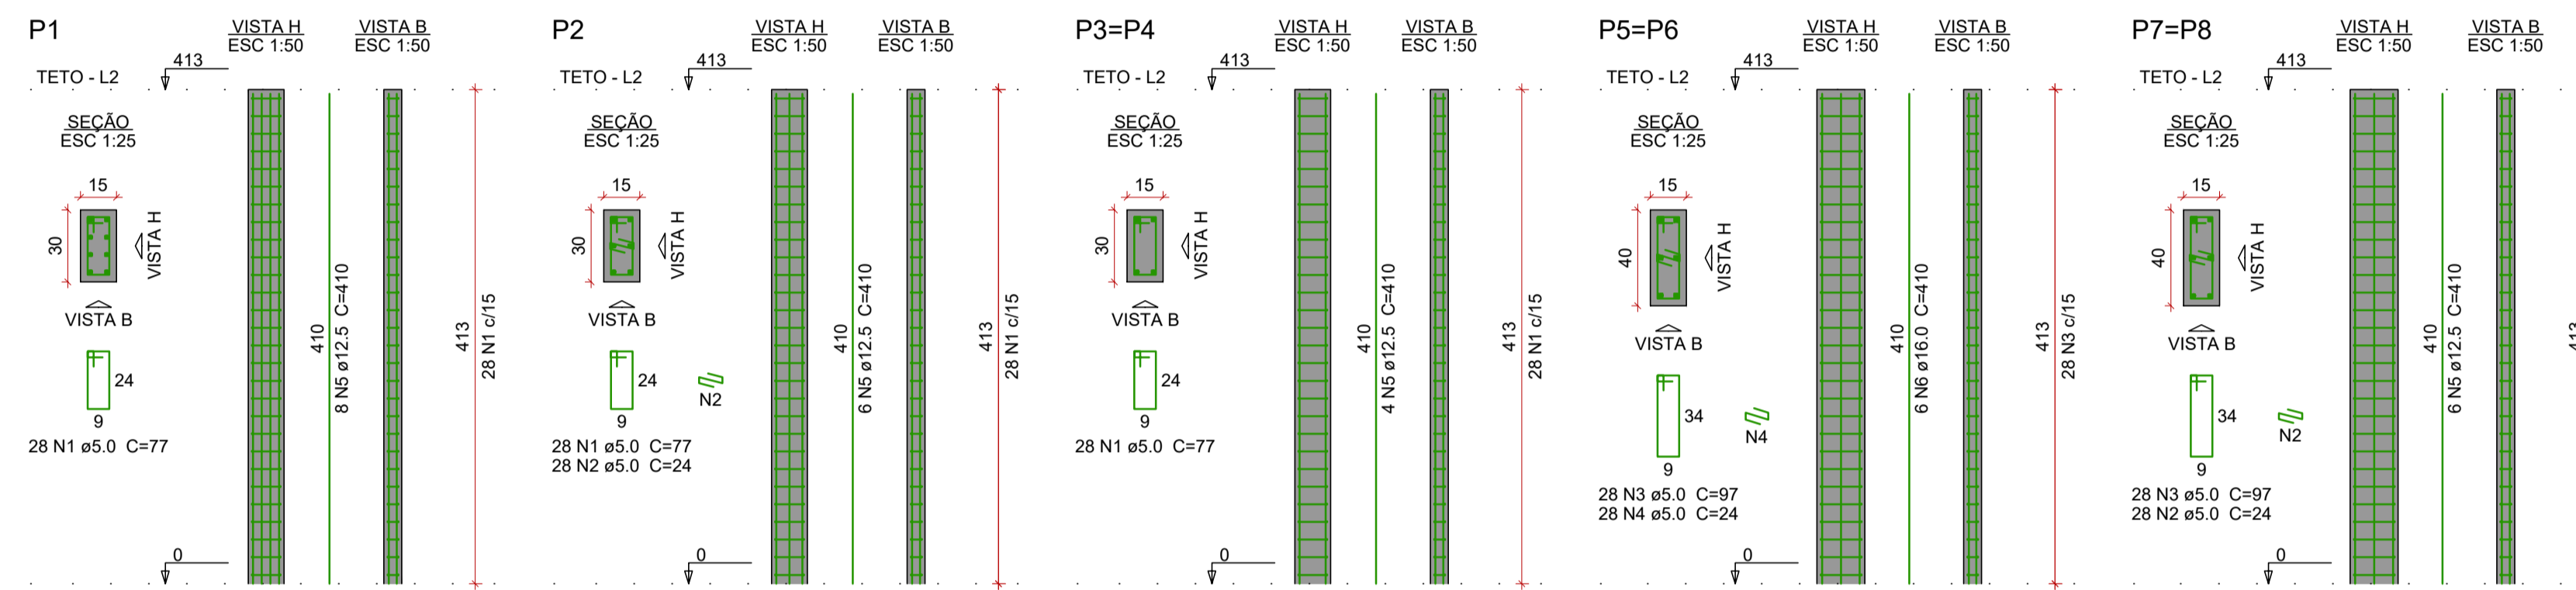 P1
VISTA H
ESC 1:50
VISTA B
ESC 1:50
TETO - L2
413
SEÇÃO
ESC 1:25
15
30
VISTA H
VISTA B
24
9
28 N1 ø5.0 C=77
410
8 N5 ø12.5 C=410
413
28 N1 c/15
0
P2
VISTA H
ESC 1:50
VISTA B
ESC 1:50
TETO - L2
413
SEÇÃO
ESC 1:25
15
30
VISTA H
VISTA B
24
9
N2
28 N1 ø5.0 C=77
28 N2 ø5.0 C=24
410
6 N5 ø12.5 C=410
413
28 N1 c/15
0
P3=P4
VISTA H
ESC 1:50
VISTA B
ESC 1:50
TETO - L2
413
SEÇÃO
ESC 1:25
15
30
VISTA H
VISTA B
24
9
28 N1 ø5.0 C=77
410
4 N5 ø12.5 C=410
413
28 N1 c/15
0
P5=P6
VISTA H
ESC 1:50
VISTA B
ESC 1:50
TETO - L2
413
SEÇÃO
ESC 1:25
15
40
VISTA H
VISTA B
34
9
N4
28 N3 ø5.0 C=97
28 N4 ø5.0 C=24
410
6 N6 ø16.0 C=410
413
28 N3 c/15
0
P7=P8
VISTA H
ESC 1:50
VISTA B
ESC 1:50
TETO - L2
413
SEÇÃO
ESC 1:25
15
40
VISTA H
VISTA B
34
9
N2
28 N3 ø5.0 C=97
28 N2 ø5.0 C=24
410
6 N5 ø12.5 C=410
0